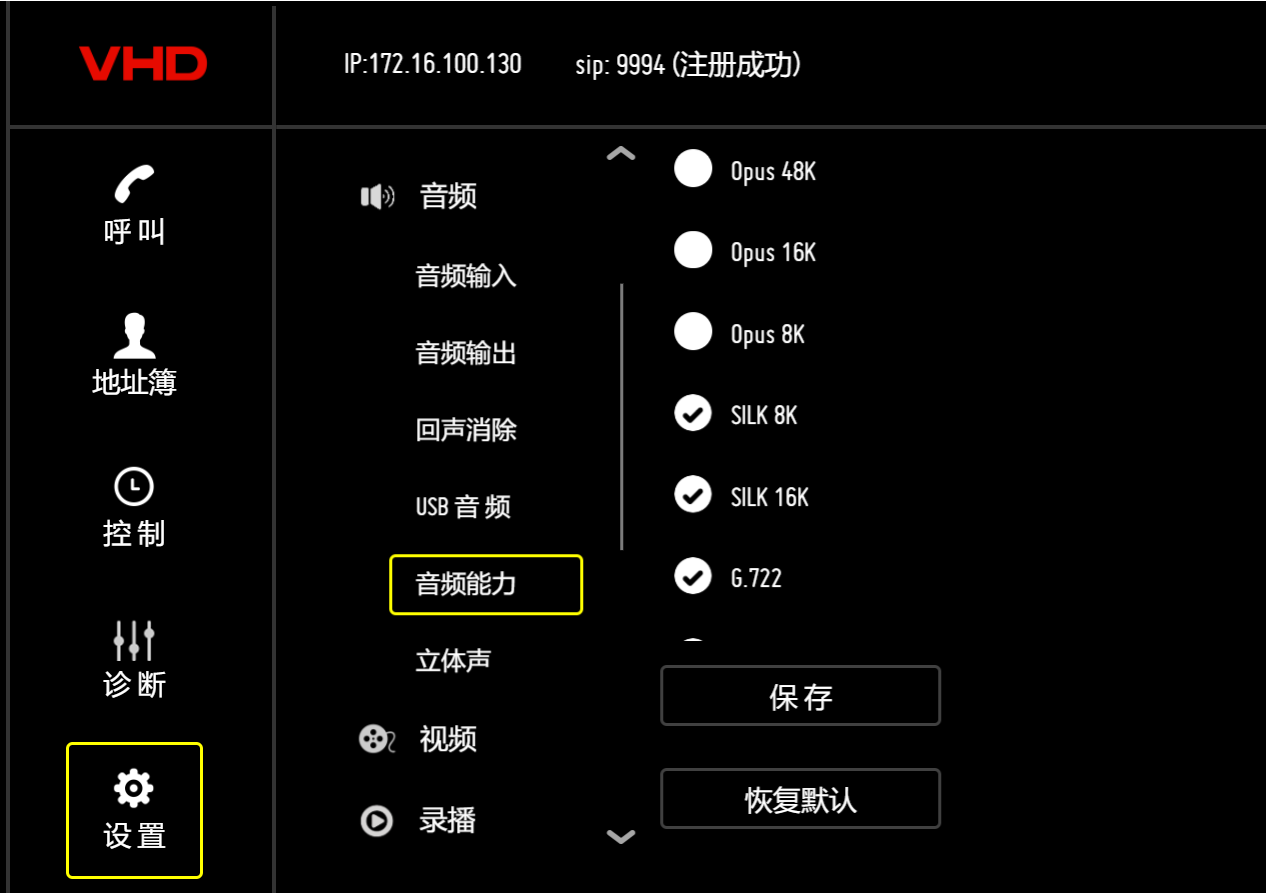 VHD
IP:172.16.100.130
sip: 9994 (注册成功)
呼叫
地址簿
控制
诊断
设置
音频
音频输入
音频输出
回声消除
USB 音频
音频能力
立体声
视频
录播
Opus 48K
Opus 16K
Opus 8K
SILK 8K
SILK 16K
G.722
保存
恢复默认